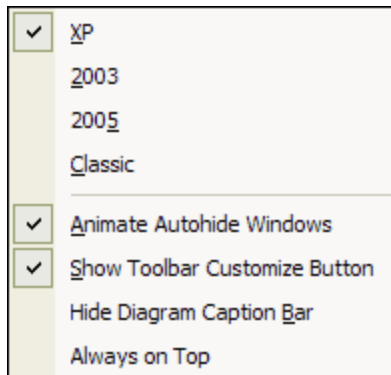 XP
2003
2005
Classic
Animate Autohide Windows
Show Toolbar Customize Button
Hide Diagram Caption Bar
Always on Top